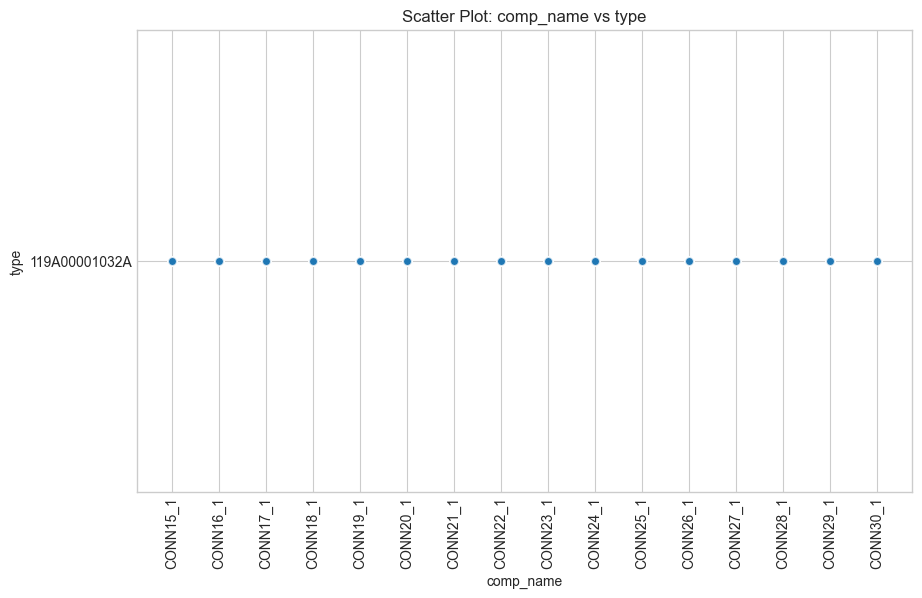 Scatter Plot: comp_name vs type
type
119A00001032A
CONN15_1
CONN16_1
CONN17_1
CONN18_1
CONN19_1
CONN20_1
CONN21_1
CONN22_1
CONN23_1
CONN24_1
CONN25_1
CONN26_1
CONN27_1
CONN28_1
CONN29_1
CONN30_1
comp_name